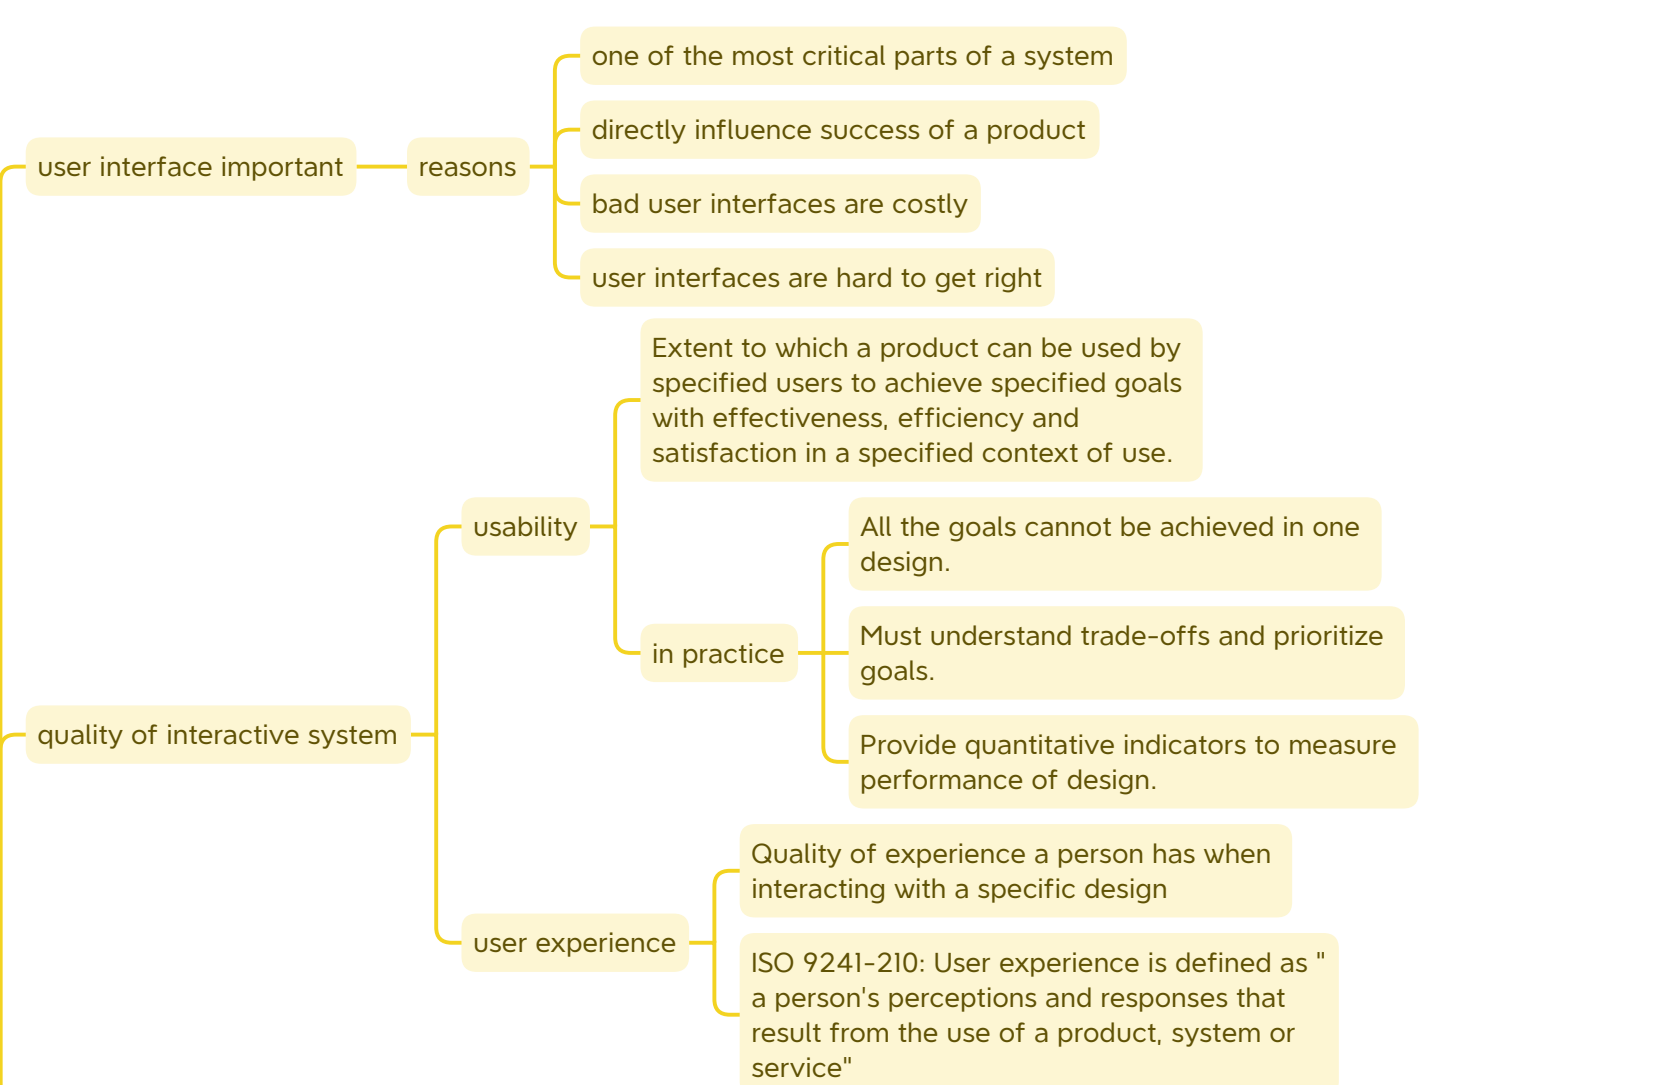 one of the most critical parts of a system
directly influence success of a product
user interface important
reasons
bad user interfaces are costly
user interfaces are hard to get right
Extent to which a product can be used by
specified users to achieve specified goals
with effectiveness, efficiency and
satisfaction in a specified context of use.
usability
All the goals cannot be achieved in one
design.
in practice
Must understand trade-offs and prioritize
goals.
quality of interactive system
Provide quantitative indicators to measure
performance of design.
Quality of experience a person has when
interacting with a specific design
user experience
ISO 9241-210: User experience is defined as "
a person's perceptions and responses that
result from the use of a product, system or
service"